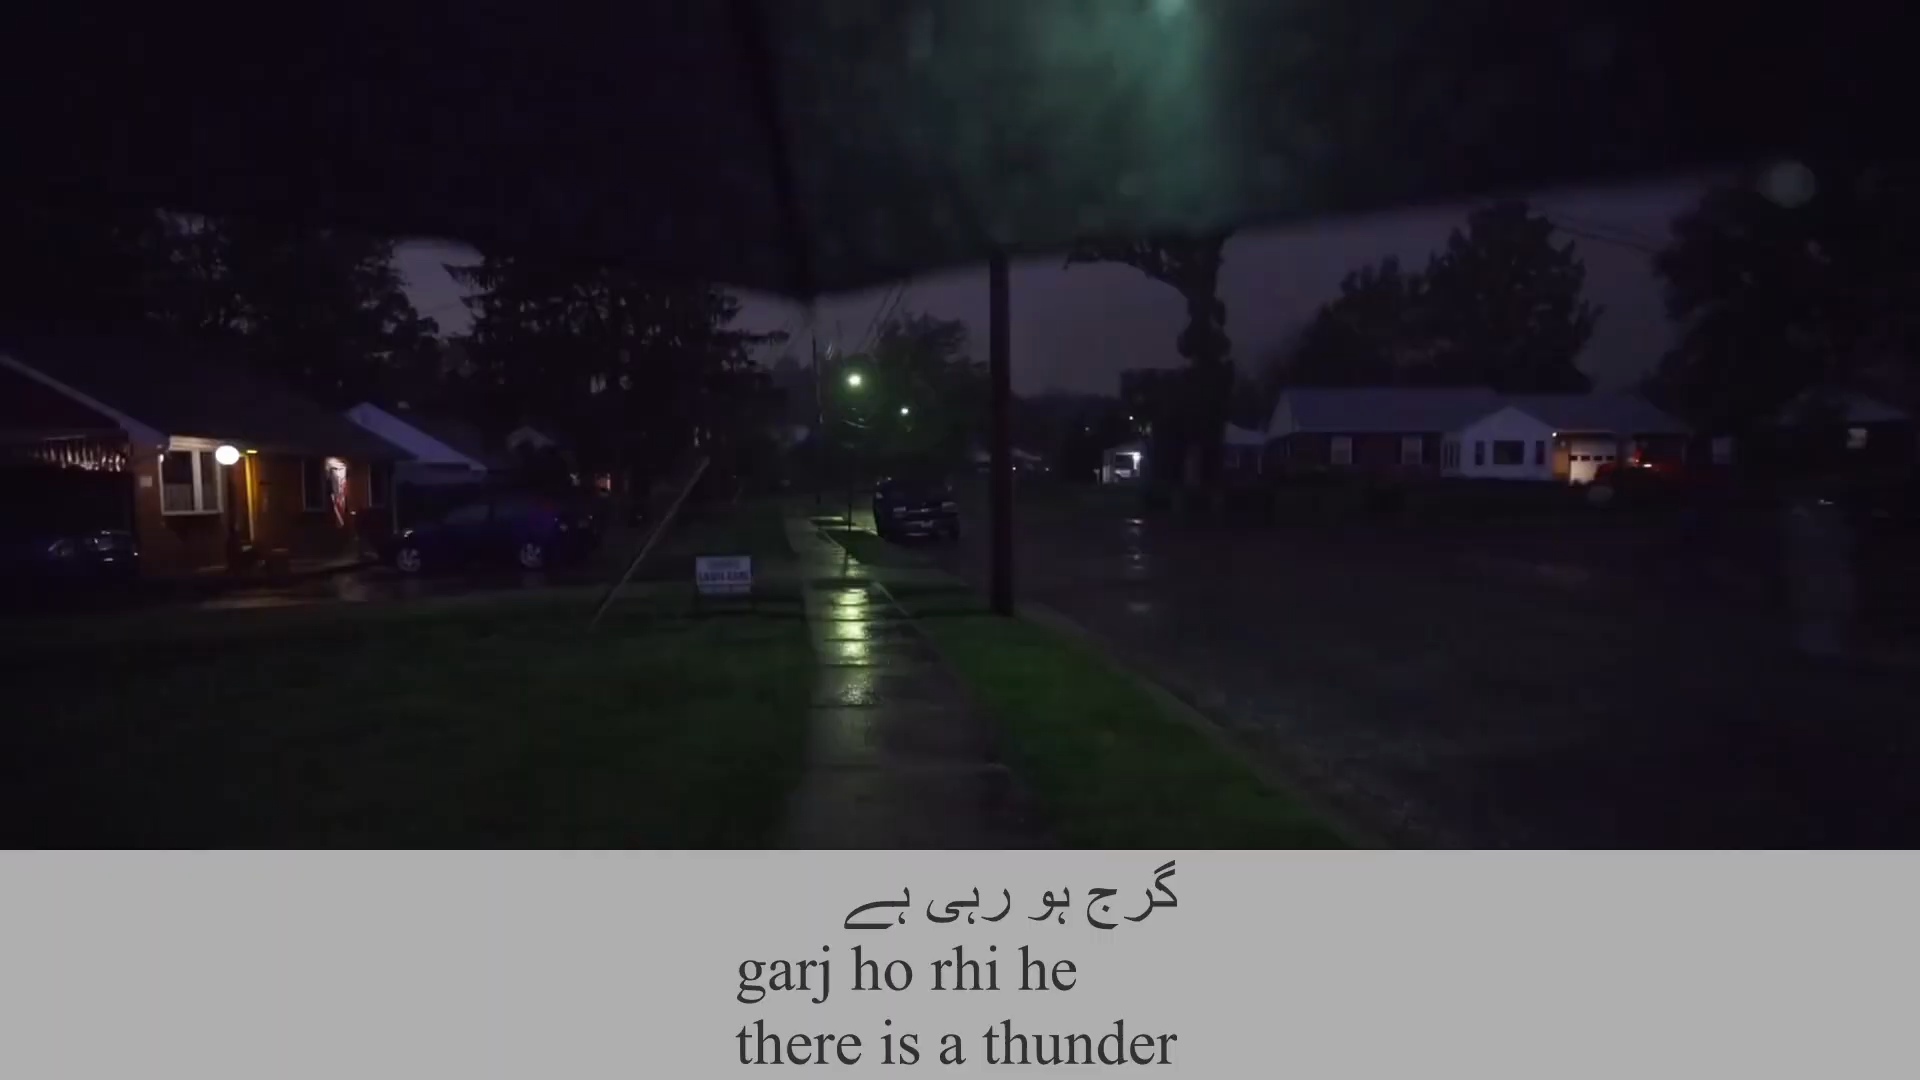 گرج ہو رہی ہے
garj ho rhi he
there is a thunder